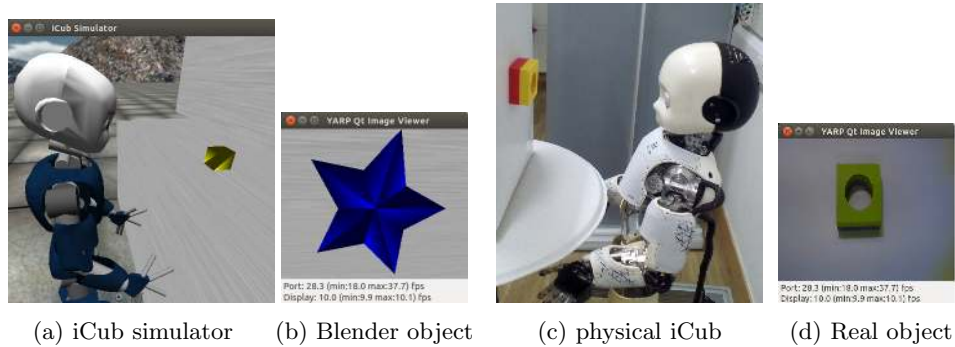 iCub Simulator
YARP Qt Image Viewer
Port: 28.3 (min:18.0 max:37.7) fps
Display: 10.0 (min:9.9 max:10.1) fps
YARP Qt Image Viewer
Port: 28.3 (min:18.0 max:37.7) fps
Display: 10.0 (min:9.9 max:10.1) fps
(a) iCub simulator
(b) Blender object
(c) physical iCub
(d) Real object